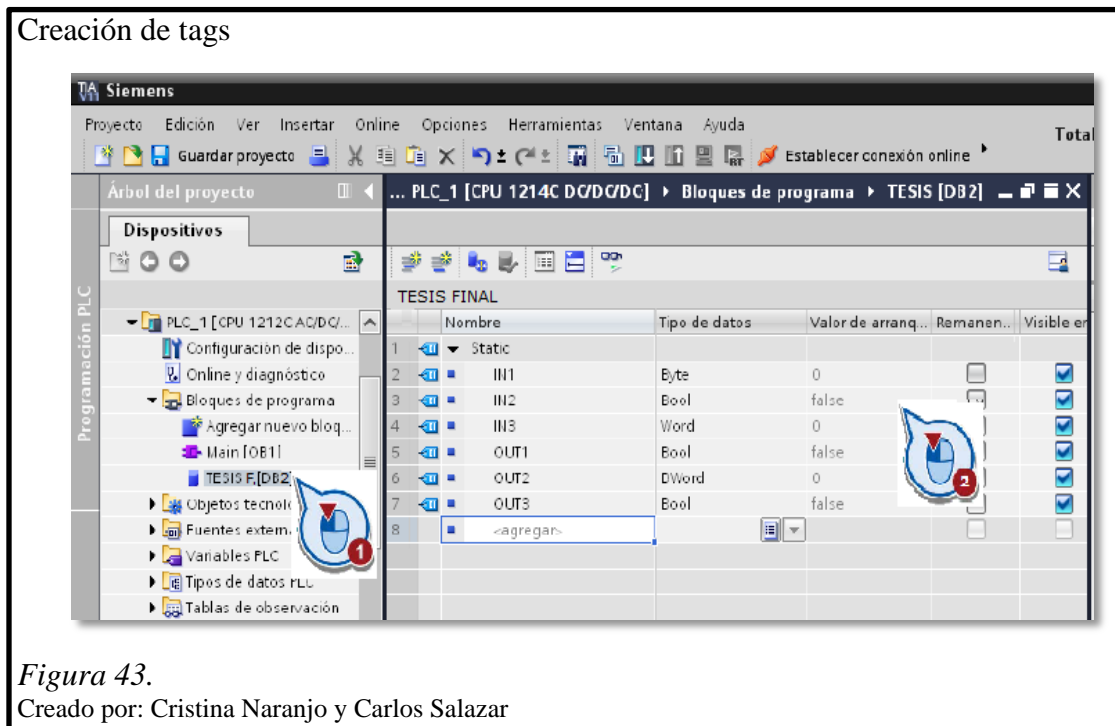 Creación de tags
TIA V11 Siemens
Proyecto Edición Ver Insertar Online Opciones Herramientas Ventana Ayuda
Total
Guardar proyecto RT Establecer conexión online
Árbol del proyecto
... PLC_1 [CPU 1214C DC/DC/DC] Bloques de programa TESIS [DB2]
Dispositivos
Programación PLC
TESIS FINAL
Nombre Tipo de datos Valor de arranq... Remanen... Visible en
PLC_1 [CPU 1212C AC/DC/...
Configuración de dispo...
Online y diagnóstico
Bloques de programa
Agregar nuevo bloq...
Main [OB1]
TESIS F.[DB2]
Objetos tecnoló
Fuentes extern
Variables PLC
Tipos de datos PLC
Tablas de observación
1 Static
2 IN1 Byte 0
3 IN2 Bool false
4 IN3 Word 0
5 OUT1 Bool false
6 OUT2 DWord 0
7 OUT3 Bool false
8 <agregar>
1
2
Figura 43.
Creado por: Cristina Naranjo y Carlos Salazar